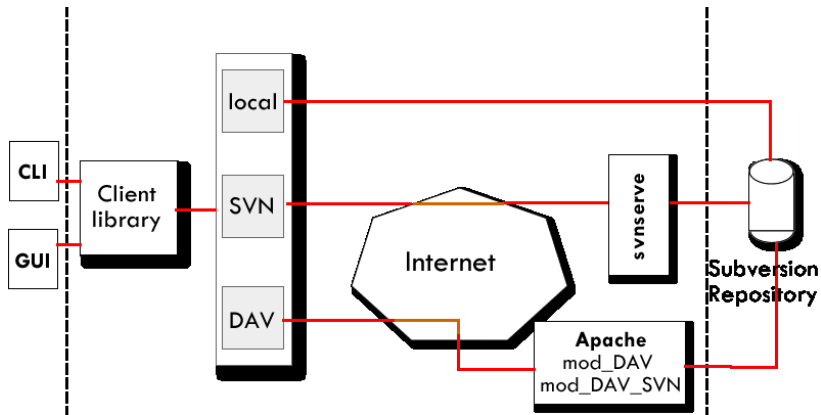 CLI
GUI
Client
library
local
SVN
DAV
Internet
svnserve
Apache
mod_DAV
mod_DAV_SVN
Subversion
Repository